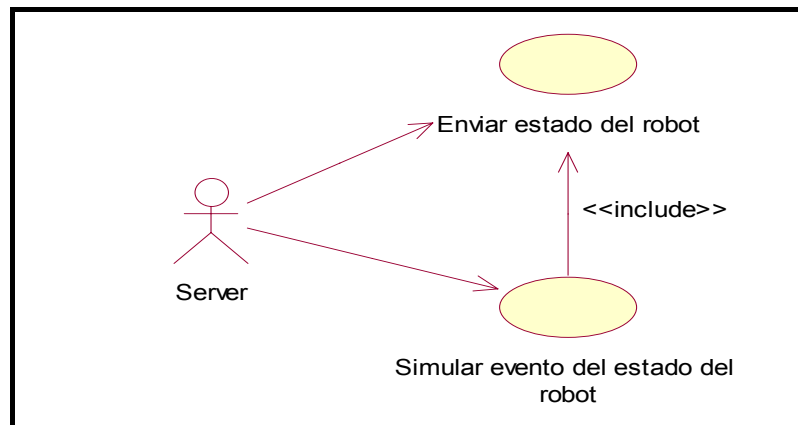 Enviar estado del robot
<<include>>
Server
Simular evento del estado del
robot